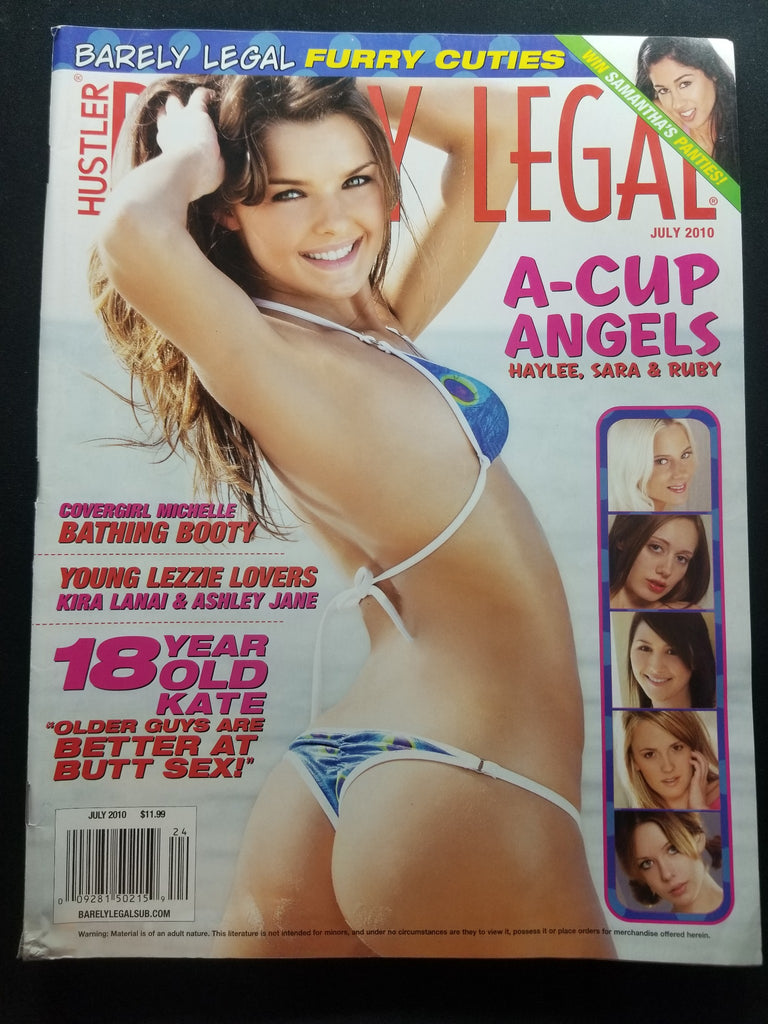 BARELY LEGAL FURRY CUTIES
WIN SAMANTHA'S PANTIES!
HUSTLER®
Y LEGAL®
JULY 2010
A-CUP
ANGELS
HAYLEE, SARA & RUBY
COVERGIRL MICHELLE
BATHING BOOTY
YOUNG LEZZIE LOVERS
KIRA LANAI & ASHLEY JANE
18 YEAR
OLD
KATE
"OLDER GUYS ARE
BETTER AT
BUTT SEX!"
JULY 2010 $11.99
24
0 09281 50215 9
BARELYLEGALSUB.COM
Warning: Material is of an adult nature. This literature is not intended for minors, and under no circumstances are they to view it, possess it or place orders for merchandise offered herein.